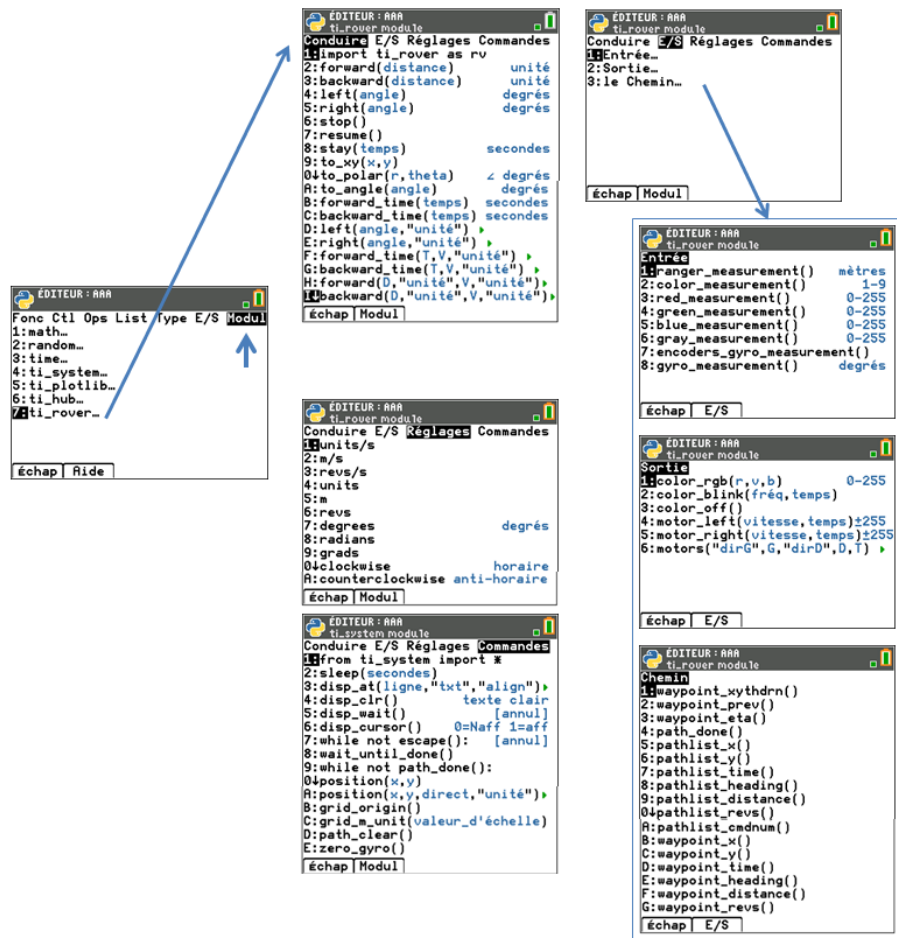 ÉDITEUR : AAA
ti_rover module
Conduire E/S Réglages Commandes
1:import ti_rover as rv
2:forward(distance) unité
3:backward(distance) unité
4:left(angle) degrés
5:right(angle) degrés
6:stop()
7:resume()
8:stay(temps) secondes
9:to_xy(x,y)
0↓to_polar(r,theta) ∠ degrés
A:to_angle(angle) degrés
B:forward_time(temps) secondes
C:backward_time(temps) secondes
D:left(angle,"unité") ▸
E:right(angle,"unité") ▸
F:forward_time(T,V,"unité") ▸
G:backward_time(T,V,"unité") ▸
H:forward(D,"unité",V,"unité")
I↓backward(D,"unité",V,"unité")▸
Échap Modul
ÉDITEUR : AAA
ti_rover module
Conduire E/S Réglages Commandes
1:Entrée…
2:Sortie…
3:le Chemin…
Échap Modul
ÉDITEUR : AAA
Fonc Ctl Ops List Type E/S Modul
1:math…
2:random…
3:time…
4:ti_system…
5:ti_plotlib…
6:ti_hub…
7:ti_rover…
Échap Aide
ÉDITEUR : AAA
ti_rover module
Conduire E/S Réglages Commandes
1:units/s
2:m/s
3:revs/s
4:units
5:m
6:revs
7:degrees degrés
8:radians
9:grads
0↓clockwise horaire
A:counterclockwise anti-horaire
Échap Modul
ÉDITEUR : AAA
ti_system module
Conduire E/S Réglages Commandes
1:from ti_system import *
2:sleep(secondes)
3:disp_at(ligne,"txt","align")▸
4:disp_clr() texte clair
5:disp_wait() [annul]
6:disp_cursor() 0=Naff 1=aff
7:while not escape(): [annul]
8:wait_until_done()
9:while not path_done():
0↓position(x,y)
A:position(x,y,direct,"unité")▸
B:grid_origin()
C:grid_m_unit(valeur_d'échelle)
D:path_clear()
E:zero_gyro()
Échap Modul
ÉDITEUR : AAA
ti_rover module
Entrée
1:ranger_measurement() mètres
2:color_measurement() 1-9
3:red_measurement() 0-255
4:green_measurement() 0-255
5:blue_measurement() 0-255
6:gray_measurement() 0-255
7:encoders_gyro_measurement()
8:gyro_measurement() degrés
Échap E/S
ÉDITEUR : AAA
ti_rover module
Sortie
1:color_rgb(r,v,b) 0-255
2:color_blink(fréq,temps)
3:color_off()
4:motor_left(vitesse,temps)±255
5:motor_right(vitesse,temps)±255
6:motors("dirG",G,"dirD",D,T) ▸
Échap E/S
ÉDITEUR : AAA
ti_rover module
Chemin
1:waypoint_xythdrn()
2:waypoint_prev()
3:waypoint_eta()
4:path_done()
5:pathlist_x()
6:pathlist_y()
7:pathlist_time()
8:pathlist_heading()
9:pathlist_distance()
0↓pathlist_revs()
A:pathlist_cmdnum()
B:waypoint_x()
C:waypoint_y()
D:waypoint_time()
E:waypoint_heading()
F:waypoint_distance()
G:waypoint_revs()
Échap E/S